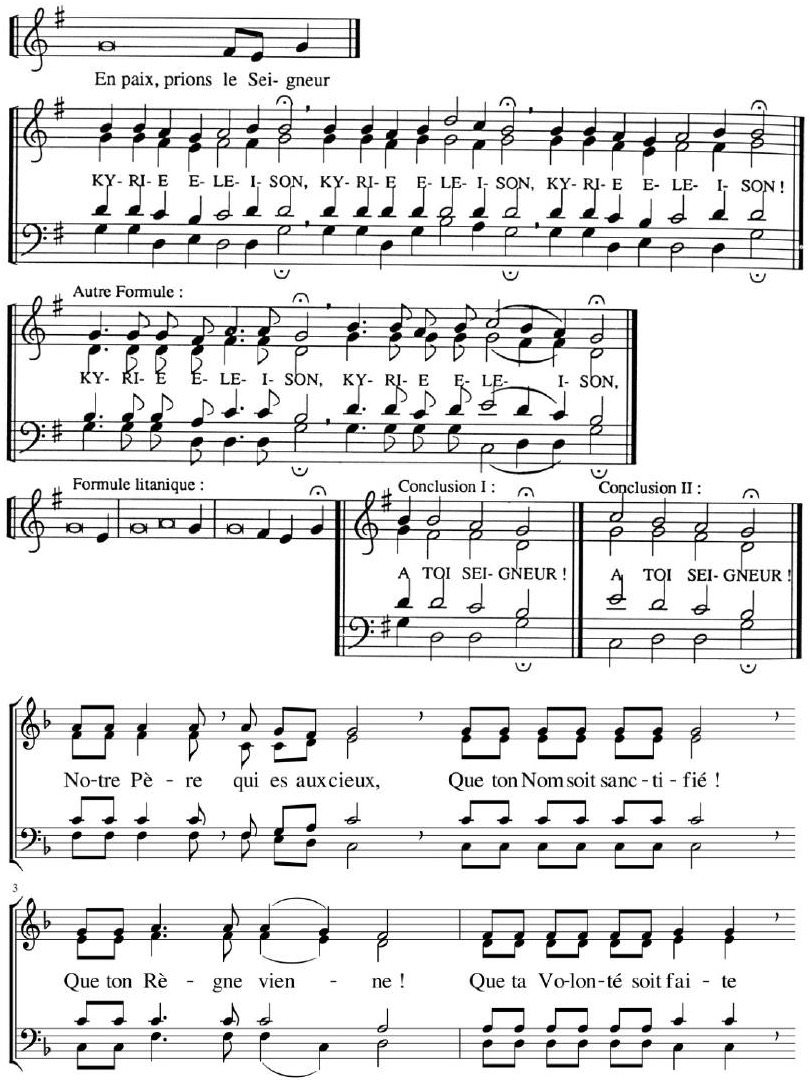 En paix, prions le Sei- gneur
KY- RI- E E- LE- I- SON, KY- RI- E E- LE- I- SON, KY- RI- E E- LE- I- SON !
Autre Formule :
KY- RI- E E- LE- I- SON, KY- RI- E E- LE- I- SON,
Formule litanique :
Conclusion I :
Conclusion II :
A TOI SEI- GNEUR !
A TOI SEI- GNEUR !
No-tre Pè - re qui es aux cieux, Que ton Nom soit sanc-ti-fié !
3
Que ton Rè - gne vien - ne ! Que ta Vo-lon-té soit fai - te